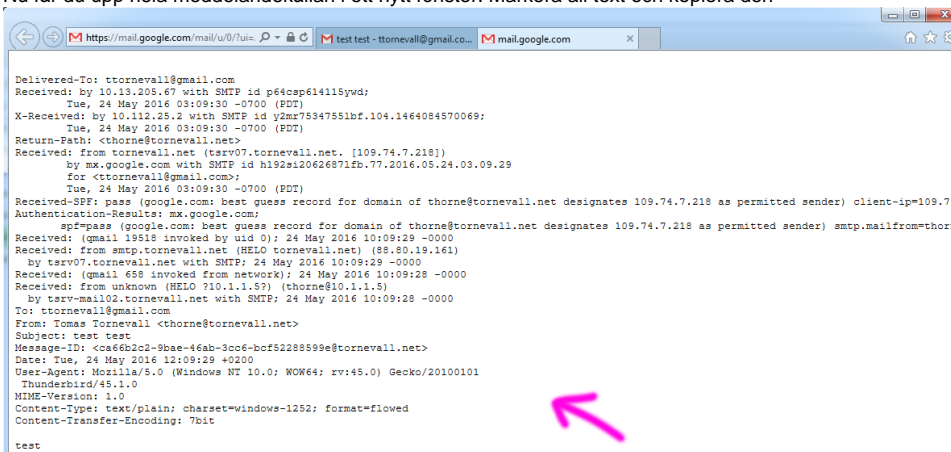 Nu får du upp hela meddelandekällan i ett nytt fönster. Markera all text och kopiera den
https://mail.google.com/mail/u/0/?ui=
test test - ttornevall@gmail.co...
mail.google.com
Delivered-To: ttornevall@gmail.com
Received: by 10.13.205.67 with SMTP id p64csp614115ywd;
Tue, 24 May 2016 03:09:30 -0700 (PDT)
X-Received: by 10.112.25.2 with SMTP id y2mr7534755lbf.104.1464084570069;
Tue, 24 May 2016 03:09:30 -0700 (PDT)
Return-Path: <thorne@tornevall.net>
Received: from tornevall.net (tsrv07.tornevall.net. [109.74.7.218])
by mx.google.com with SMTP id h192si2062687lfb.77.2016.05.24.03.09.29
for <ttornevall@gmail.com>;
Tue, 24 May 2016 03:09:30 -0700 (PDT)
Received-SPF: pass (google.com: best guess record for domain of thorne@tornevall.net designates 109.74.7.218 as permitted sender) client-ip=109.7
Authentication-Results: mx.google.com;
spf=pass (google.com: best guess record for domain of thorne@tornevall.net designates 109.74.7.218 as permitted sender) smtp.mailfrom=thor
Received: (qmail 19518 invoked by uid 0); 24 May 2016 10:09:29 -0000
Received: from smtp.tornevall.net (HELO tornevall.net) (88.80.19.161)
by tsrv07.tornevall.net with SMTP; 24 May 2016 10:09:29 -0000
Received: (qmail 658 invoked from network); 24 May 2016 10:09:28 -0000
Received: from unknown (HELO ?10.1.1.5?) (thorne@10.1.1.5)
by tsrv-mail02.tornevall.net with SMTP; 24 May 2016 10:09:28 -0000
To: ttornevall@gmail.com
From: Tomas Tornevall <thorne@tornevall.net>
Subject: test test
Message-ID: <ca66b2c2-9bae-46ab-3cc6-bcf52288599e@tornevall.net>
Date: Tue, 24 May 2016 12:09:29 +0200
User-Agent: Mozilla/5.0 (Windows NT 10.0; WOW64; rv:45.0) Gecko/20100101
Thunderbird/45.1.0
MIME-Version: 1.0
Content-Type: text/plain; charset=windows-1252; format=flowed
Content-Transfer-Encoding: 7bit
test